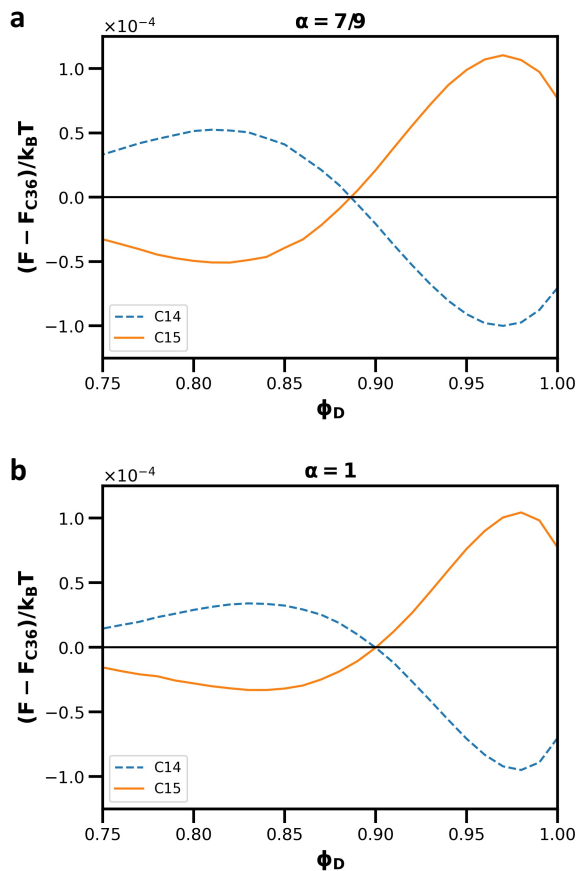 a
α = 7/9
×10⁻⁴
1.0
0.5
0.0
−0.5
−1.0
(F − F_C36)/k_BT
C14
C15
0.75 0.80 0.85 0.90 0.95 1.00
ϕ_D
b
α = 1
×10⁻⁴
1.0
0.5
0.0
−0.5
−1.0
(F − F_C36)/k_BT
C14
C15
0.75 0.80 0.85 0.90 0.95 1.00
ϕ_D